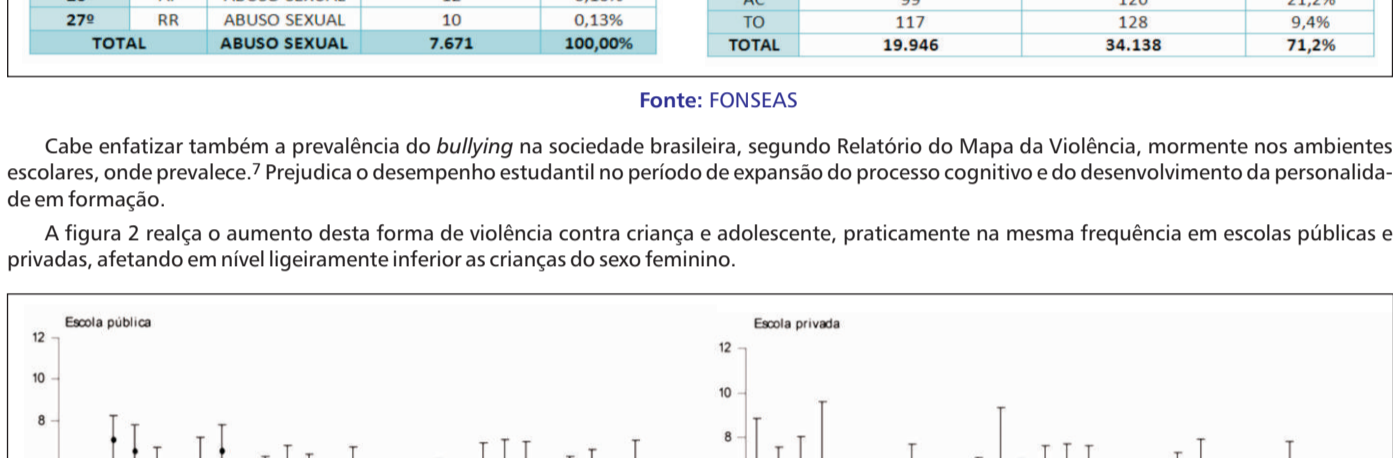 27º RR ABUSO SEXUAL 10 0,13%
TOTAL ABUSO SEXUAL 7.671 100,00%
AC 99 120 21,2%
TO 117 128 9,4%
TOTAL 19.946 34.138 71,2%
Fonte: FONSEAS
Cabe enfatizar também a prevalência do bullying na sociedade brasileira, segundo Relatório do Mapa da Violência, mormente nos ambientes
escolares, onde prevalece.7 Prejudica o desempenho estudantil no período de expansão do processo cognitivo e do desenvolvimento da personalida-
de em formação.
A figura 2 realça o aumento desta forma de violência contra criança e adolescente, praticamente na mesma frequência em escolas públicas e
privadas, afetando em nível ligeiramente inferior as crianças do sexo feminino.
Escola pública
12
10
8
Escola privada
12
10
8